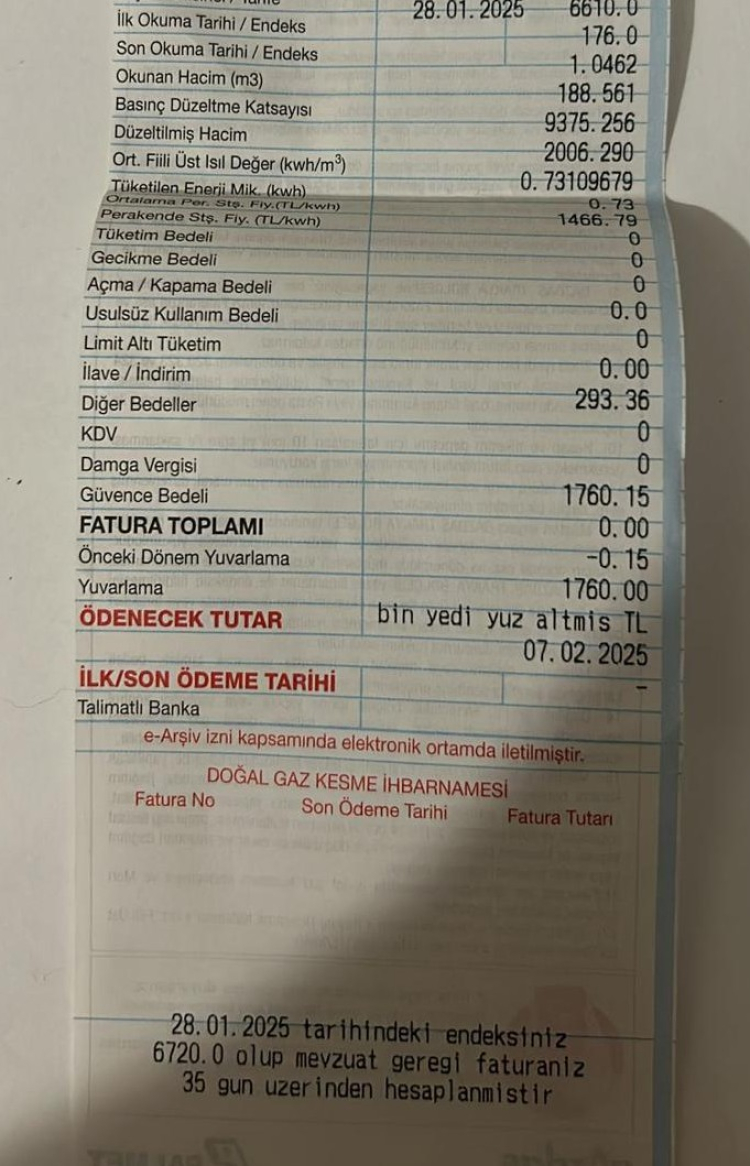 İlk Okuma Tarihi / Endeks 28.01.2025 6610.0
Son Okuma Tarihi / Endeks 176.0
Okunan Hacim (m3) 1.0462
Basınç Düzeltme Katsayısı 188.561
Düzeltilmiş Hacim 9375.256
Ort. Fiili Üst Isıl Değer (kwh/m³) 2006.290
Tüketilen Enerji Mik. (kwh) 0.73109679
Ortalama Per. Stş. Fiy.(TL/kwh) 0.73
Perakende Stş. Fiy. (TL/kwh) 1466.79
Tüketim Bedeli 0
Gecikme Bedeli 0
Açma / Kapama Bedeli 0
Usulsüz Kullanım Bedeli 0.0
Limit Altı Tüketim 0
İlave / İndirim 0.00
Diğer Bedeller 293.36
KDV 0
Damga Vergisi 0
Güvence Bedeli 1760.15
FATURA TOPLAMI 0.00
Önceki Dönem Yuvarlama -0.15
Yuvarlama 1760.00
ÖDENECEK TUTAR bin yedi yuz altmis TL
07.02.2025
İLK/SON ÖDEME TARİHİ -
Talimatlı Banka
e-Arşiv izni kapsamında elektronik ortamda iletilmiştir.
DOĞAL GAZ KESME İHBARNAMESİ
Fatura No Son Ödeme Tarihi Fatura Tutarı
28.01.2025 tarihindeki endeksiniz
6720.0 olup mevzuat geregi faturaniz
35 gun uzerinden hesaplanmistir